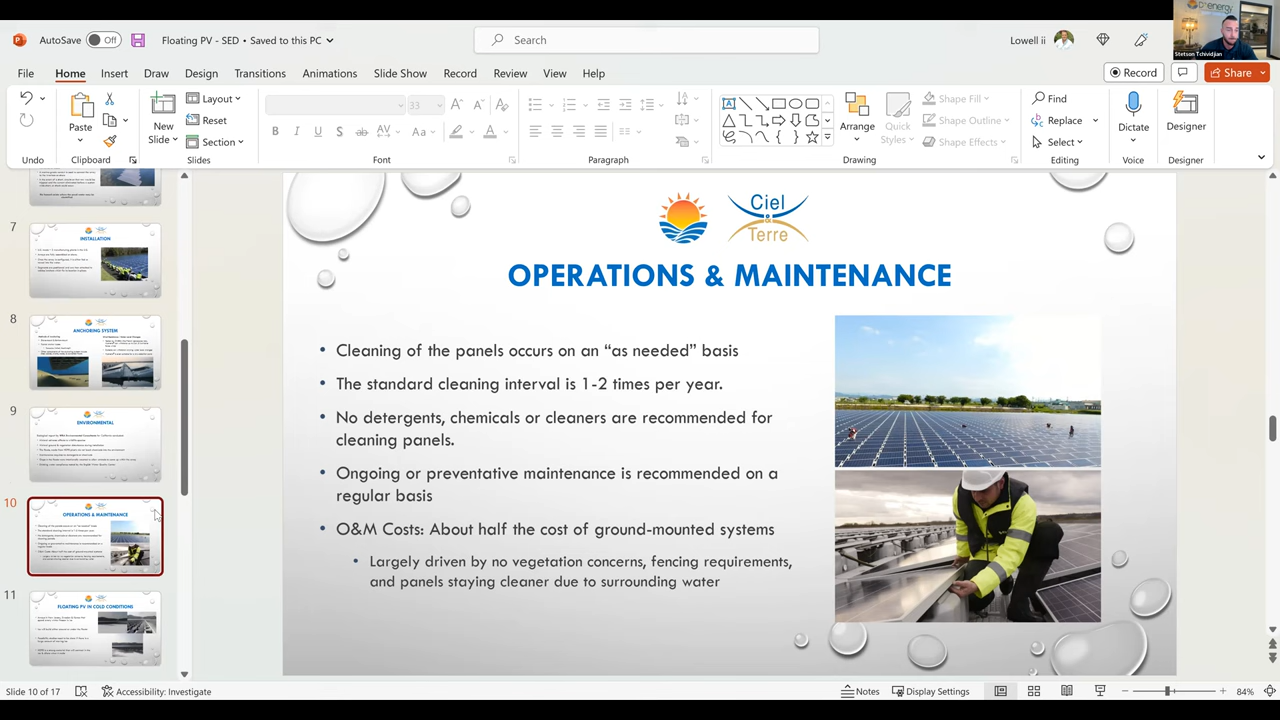 AutoSave
Off
Floating PV - SED • Saved to this PC
Search
Lowell ii
D3energy
Stetson Tchividjian
File
Home
Insert
Draw
Design
Transitions
Animations
Slide Show
Record
Review
View
Help
Record
Share
Paste
New
Slide
Layout
Reset
Section
33
Shape Fill
Shape Outline
Shape Effects
Arrange
Quick
Styles
Find
Replace
Select
Dictate
Designer
Undo
Clipboard
Slides
Font
Paragraph
Drawing
Editing
Voice
Designer
7
INSTALLATION
8
ANCHORING SYSTEM
9
ENVIRONMENTAL
10
OPERATIONS & MAINTENANCE
11
FLOATING PV IN COLD CONDITIONS
Ciel
Terre
OPERATIONS & MAINTENANCE
• Cleaning of the panels occurs on an “as needed” basis
• The standard cleaning interval is 1-2 times per year.
• No detergents, chemicals or cleaners are recommended for
cleaning panels.
• Ongoing or preventative maintenance is recommended on a
regular basis
• O&M Costs: About half the cost of ground-mounted systems
• Largely driven by no vegetation concerns, fencing requirements,
and panels staying cleaner due to surrounding water
Slide 10 of 17
Accessibility: Investigate
Notes
Display Settings
84%